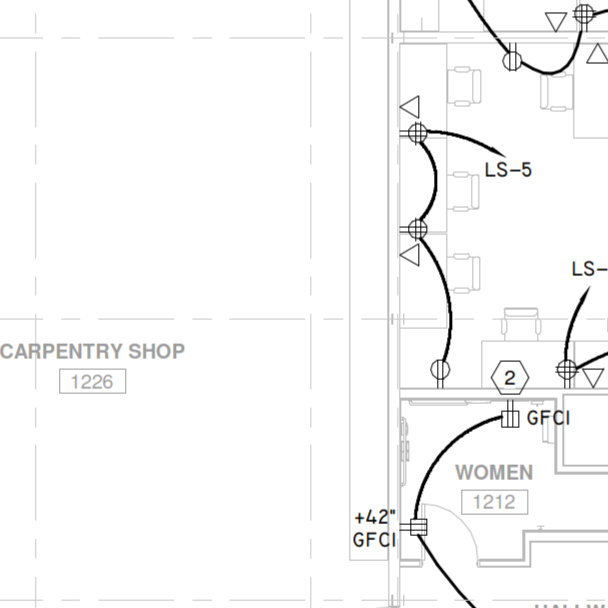 LS-5
LS-
CARPENTRY SHOP
1226
2
GFCI
WOMEN
1212
+42"
GFCI